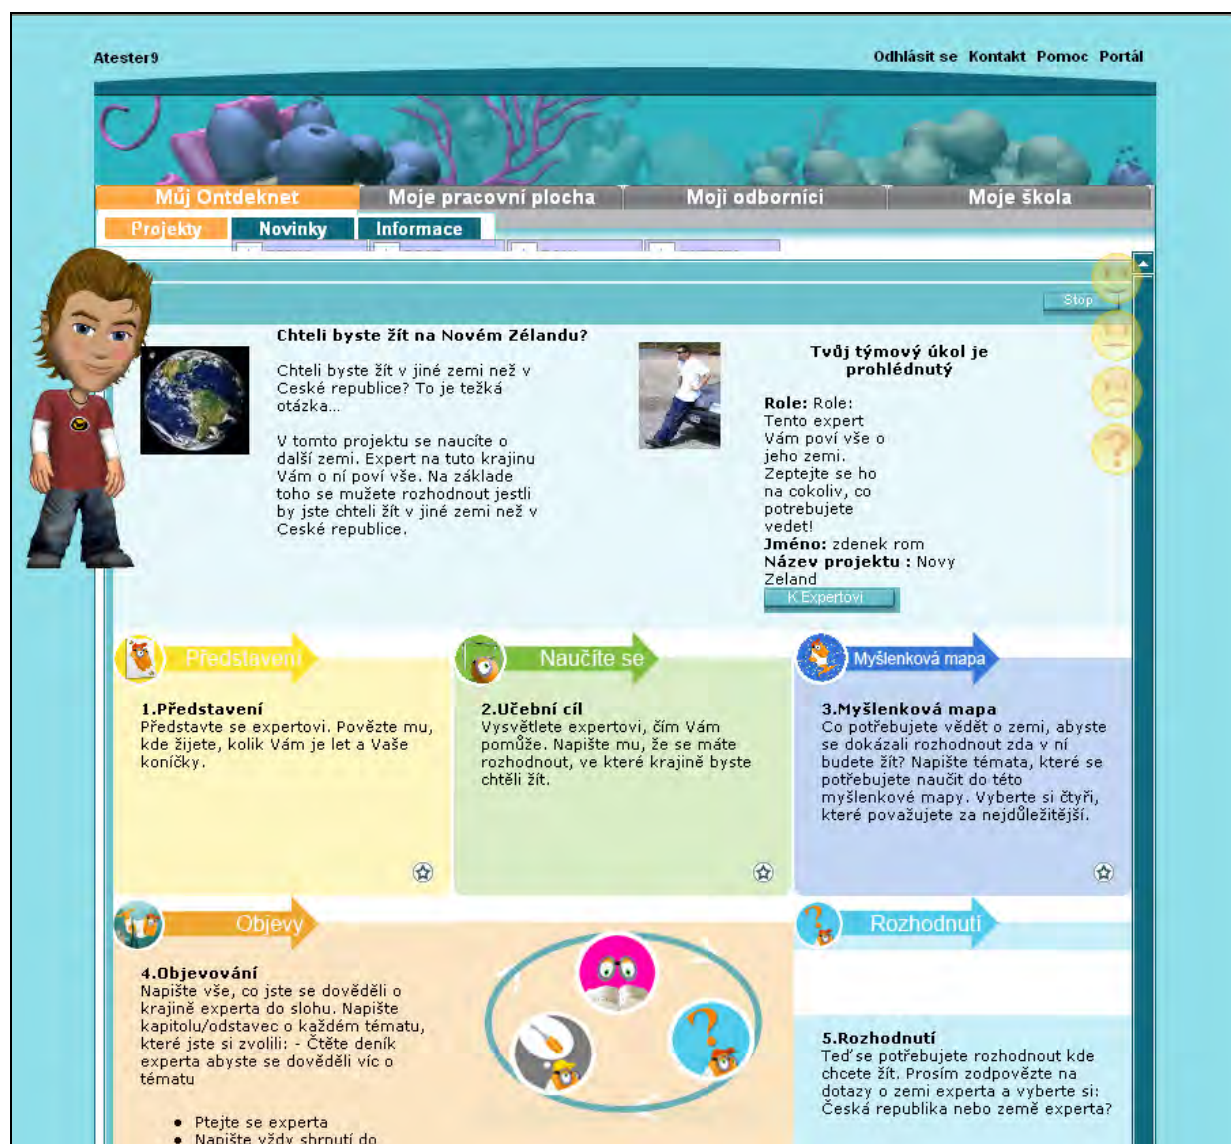 Atester9
Odhlásit se Kontakt Pomoc Portál
Můj Ontdeknet
Moje pracovní plocha
Moji odborníci
Moje škola
Projekty
Novinky
Informace
Stop
Chteli byste žít na Novém Zélandu?
Chteli byste žít v jiné zemi než v
Ceské republice? To je težká
otázka...
V tomto projektu se naucíte o
další zemi. Expert na tuto krajinu
Vám o ní poví vše. Na základe
toho se mužete rozhodnout jestli
by jste chteli žít v jiné zemi než v
Ceské republice.
Tvůj týmový úkol je
prohlédnutý
Role: Role:
Tento expert
Vám poví vše o
jeho zemi.
Zeptejte se ho
na cokoliv, co
potrebujete
vedet!
Jméno: zdenek rom
Název projektu : Novy
Zeland
K Expertovi
Představení
1.Představení
Představte se expertovi. Povězte mu,
kde žijete, kolik Vám je let a Vaše
koníčky.
Naučíte se
2.Učební cíl
Vysvětlete expertovi, čím Vám
pomůže. Napište mu, že se máte
rozhodnout, ve které krajině byste
chtěli žít.
Myšlenková mapa
3.Myšlenková mapa
Co potřebujete vědět o zemi, abyste
se dokázali rozhodnout zda v ní
budete žít? Napište témata, které se
potřebujete naučit do této
myšlenkové mapy. Vyberte si čtyři,
které považujete za nejdůležitější.
Objevy
4.Objevování
Napište vše, co jste se dověděli o
krajině experta do slohu. Napište
kapitolu/odstavec o každém tématu,
které jste si zvolili: - Čtěte deník
experta abyste se dověděli víc o
tématu
• Ptejte se experta
• Napište vždy shrnutí do
Rozhodnutí
5.Rozhodnutí
Teď se potřebujete rozhodnout kde
chcete žít. Prosím zodpovězte na
dotazy o zemi experta a vyberte si:
Česká republika nebo země experta?